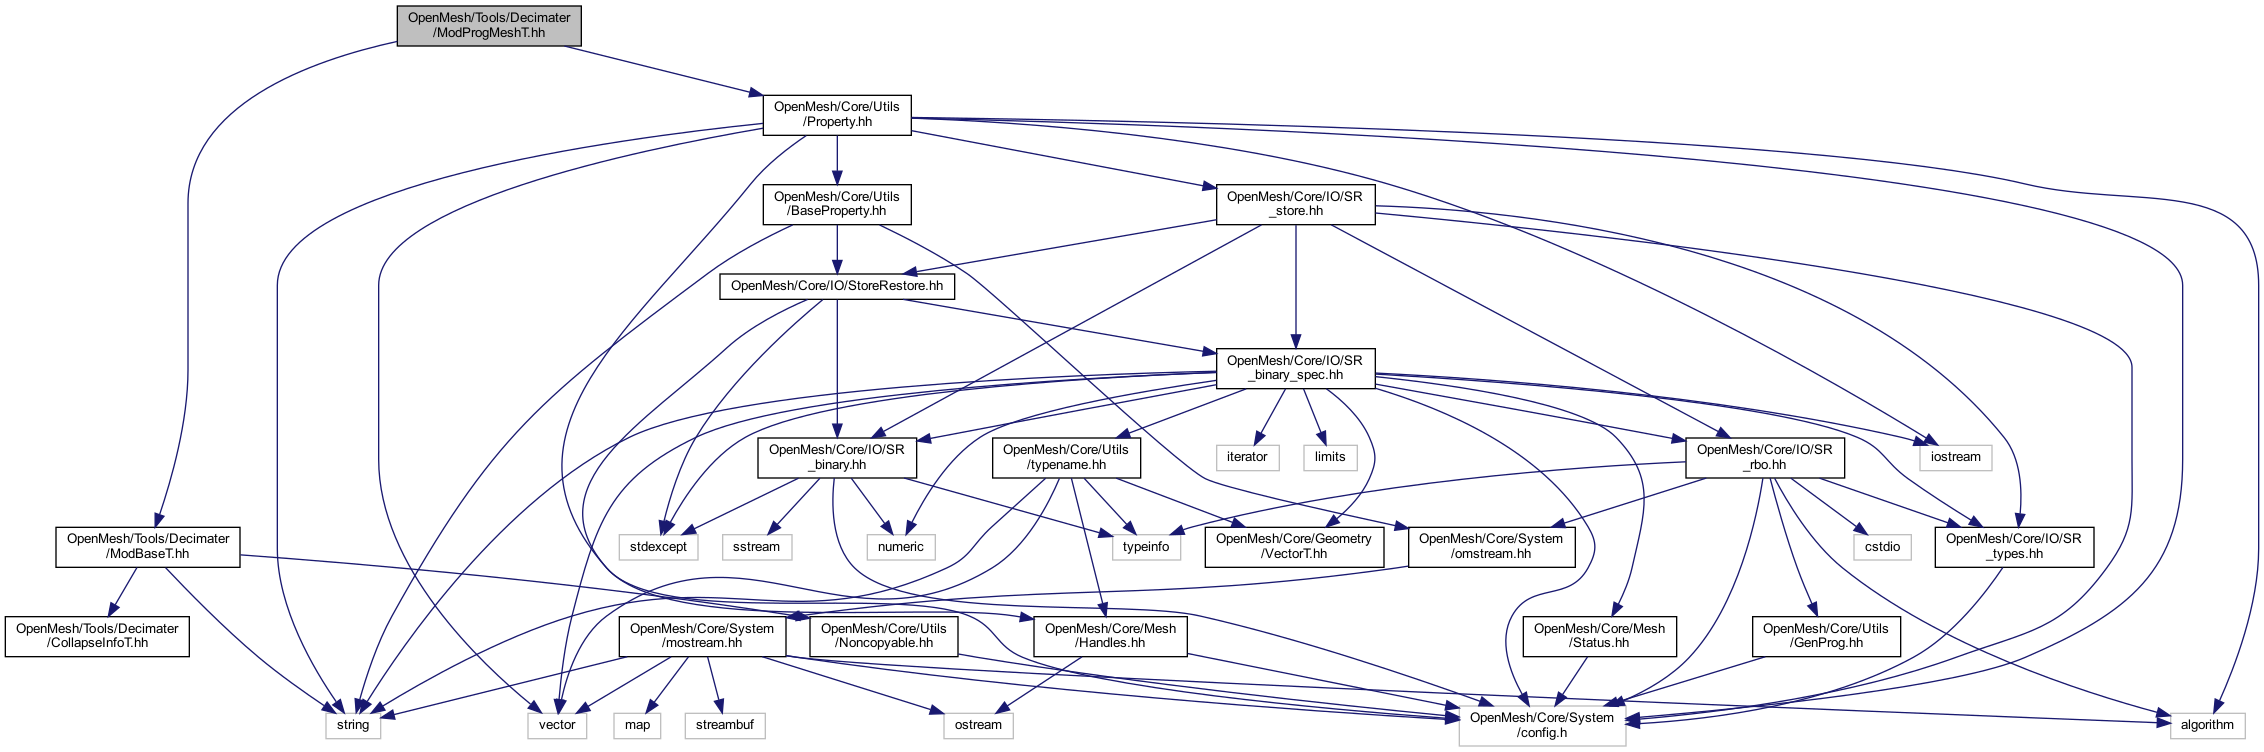 OpenMesh/Tools/Decimater
/ModProgMeshT.hh
OpenMesh/Core/Utils
/Property.hh
OpenMesh/Core/Utils
/BaseProperty.hh
OpenMesh/Core/IO/SR
_store.hh
OpenMesh/Core/IO/StoreRestore.hh
OpenMesh/Core/IO/SR
_binary_spec.hh
OpenMesh/Core/IO/SR
_binary.hh
OpenMesh/Core/Utils
/typename.hh
iterator
limits
OpenMesh/Core/IO/SR
_rbo.hh
iostream
OpenMesh/Tools/Decimater
/ModBaseT.hh
stdexcept
sstream
numeric
typeinfo
OpenMesh/Core/Geometry
/VectorT.hh
OpenMesh/Core/System
/omstream.hh
cstdio
OpenMesh/Core/IO/SR
_types.hh
OpenMesh/Tools/Decimater
/CollapseInfoT.hh
OpenMesh/Core/System
/mostream.hh
OpenMesh/Core/Utils
/Noncopyable.hh
OpenMesh/Core/Mesh
/Handles.hh
OpenMesh/Core/Mesh
/Status.hh
OpenMesh/Core/Utils
/GenProg.hh
string
vector
map
streambuf
ostream
OpenMesh/Core/System
/config.h
algorithm